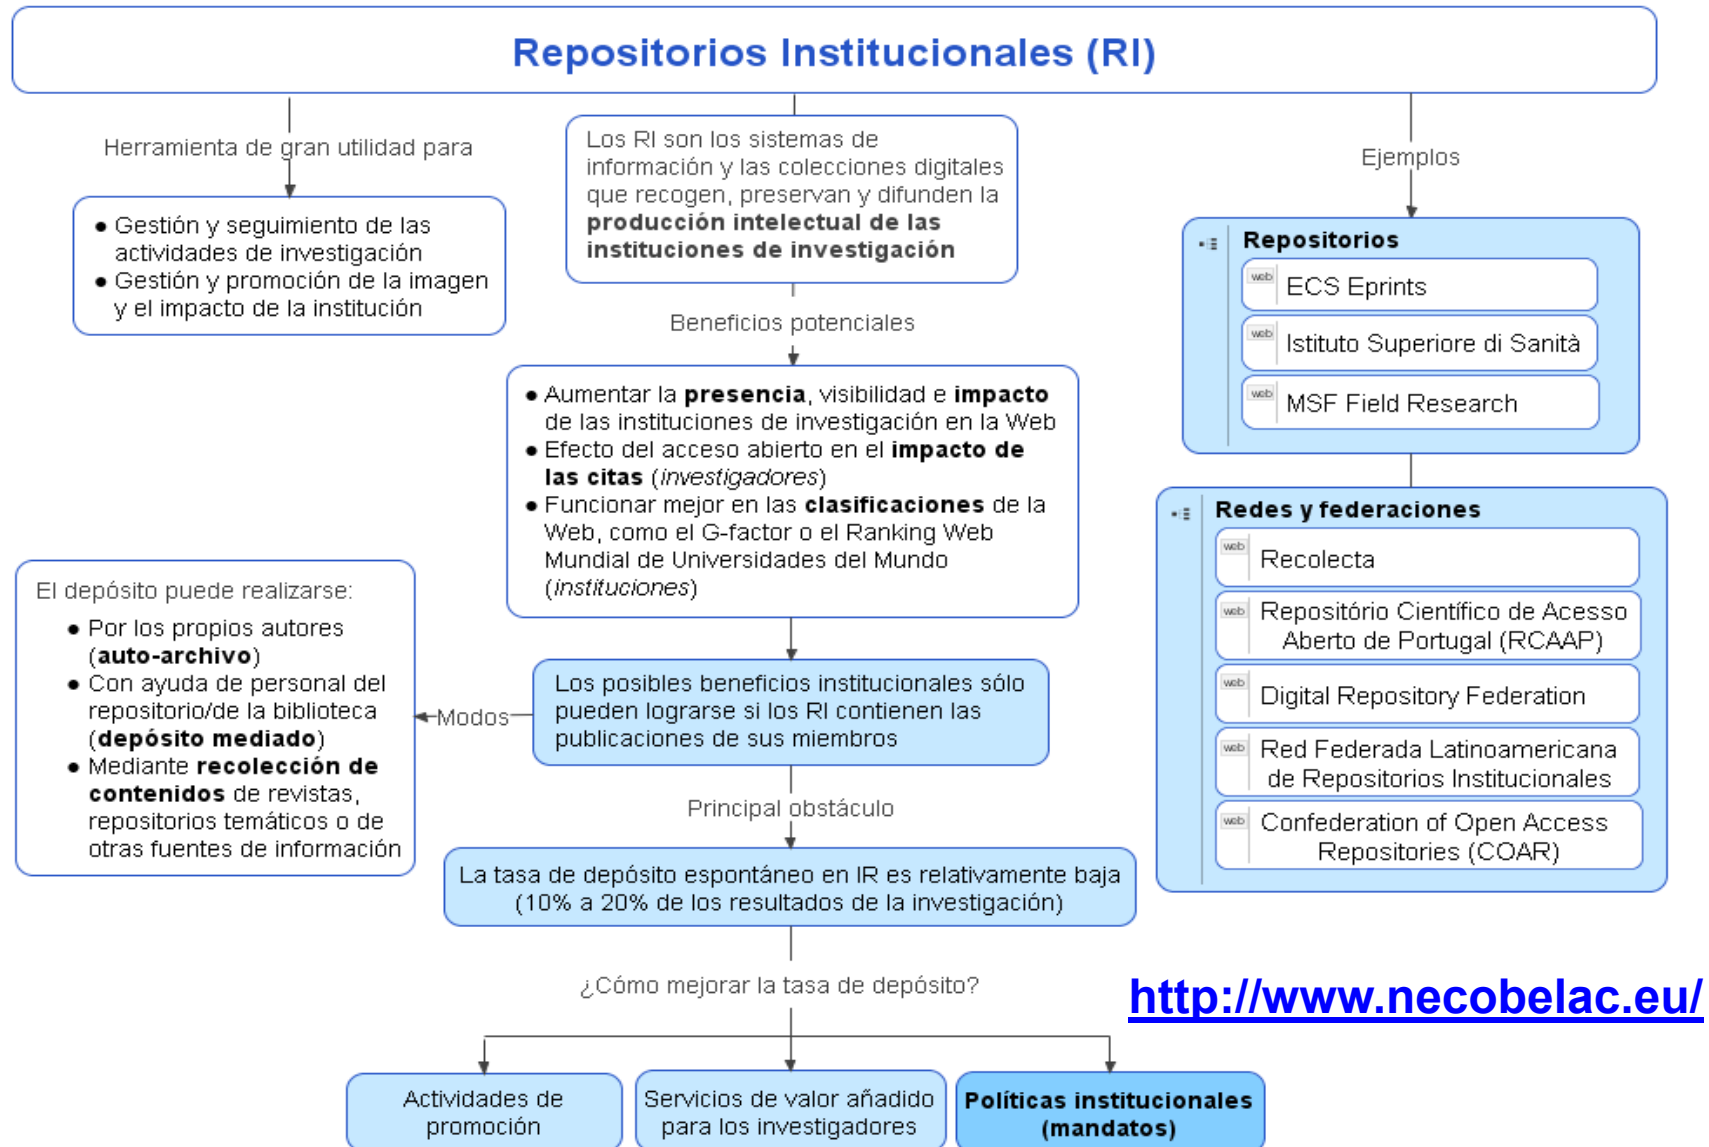 Repositorios Institucionales (RI)
Herramienta de gran utilidad para
● Gestión y seguimiento de las
actividades de investigación
● Gestión y promoción de la imagen
y el impacto de la institución
Los RI son los sistemas de
información y las colecciones digitales
que recogen, preservan y difunden la
producción intelectual de las
instituciones de investigación
Beneficios potenciales
● Aumentar la presencia, visibilidad e impacto
de las instituciones de investigación en la Web
● Efecto del acceso abierto en el impacto de
las citas (investigadores)
● Funcionar mejor en las clasificaciones de la
Web, como el G-factor o el Ranking Web
Mundial de Universidades del Mundo
(instituciones)
Los posibles beneficios institucionales sólo
pueden lograrse si los RI contienen las
publicaciones de sus miembros
Modos
El depósito puede realizarse:
● Por los propios autores
(auto-archivo)
● Con ayuda de personal del
repositorio/de la biblioteca
(depósito mediado)
● Mediante recolección de
contenidos de revistas,
repositorios temáticos o de
otras fuentes de información
Principal obstáculo
La tasa de depósito espontáneo en IR es relativamente baja
(10% a 20% de los resultados de la investigación)
¿Cómo mejorar la tasa de depósito?
Actividades de
promoción
Servicios de valor añadido
para los investigadores
Políticas institucionales
(mandatos)
Ejemplos
Repositorios
web ECS Eprints
web Istituto Superiore di Sanità
web MSF Field Research
Redes y federaciones
web Recolecta
web Repositório Científico de Acesso
Aberto de Portugal (RCAAP)
web Digital Repository Federation
web Red Federada Latinoamericana
de Repositorios Institucionales
web Confederation of Open Access
Repositories (COAR)
http://www.necobelac.eu/